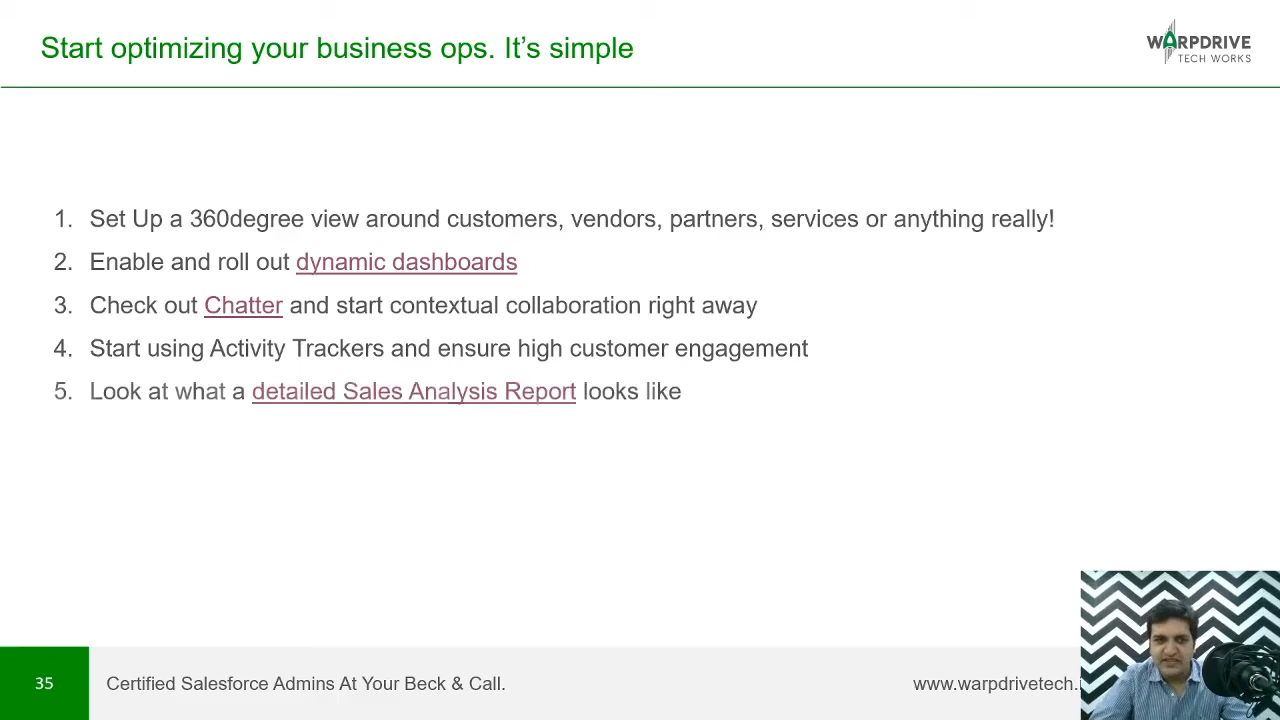 Start optimizing your business ops. It’s simple
WARPDRIVE
TECH WORKS
1. Set Up a 360degree view around customers, vendors, partners, services or anything really!
2. Enable and roll out dynamic dashboards
3. Check out Chatter and start contextual collaboration right away
4. Start using Activity Trackers and ensure high customer engagement
5. Look at what a detailed Sales Analysis Report looks like
35
Certified Salesforce Admins At Your Beck & Call.
www.warpdrivetech.